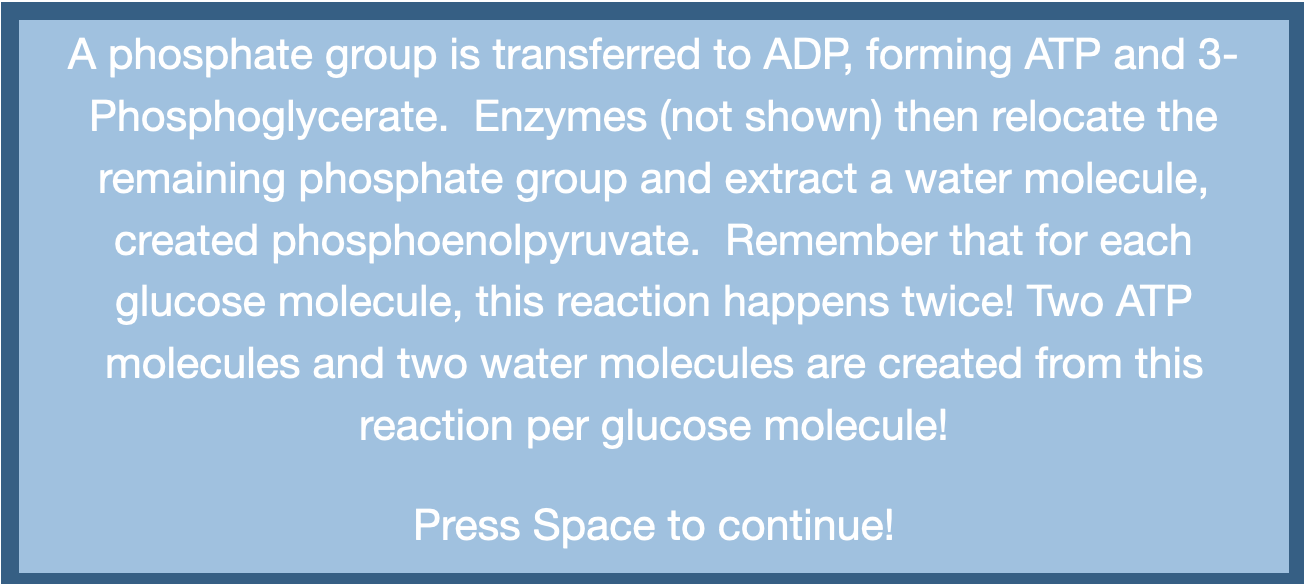 A phosphate group is transferred to ADP, forming ATP and 3-
Phosphoglycerate.  Enzymes (not shown) then relocate the
remaining phosphate group and extract a water molecule,
created phosphoenolpyruvate.  Remember that for each
glucose molecule, this reaction happens twice! Two ATP
molecules and two water molecules are created from this
reaction per glucose molecule!
Press Space to continue!